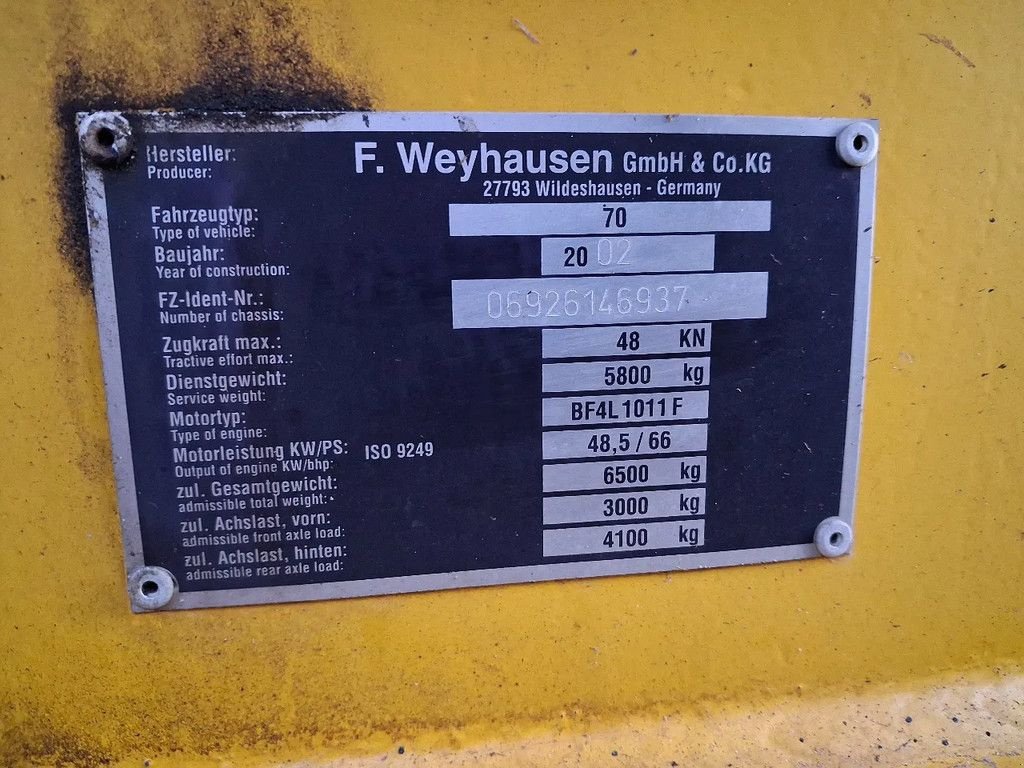 Hersteller: F. Weyhausen GmbH & Co.KG
Producer: 27793 Wildeshausen - Germany
Fahrzeugtyp: 70
Type of vehicle:
Baujahr: 20 02
Year of construction:
FZ-Ident-Nr.: 06926146937
Number of chassis:
Zugkraft max.: 48 KN
Tractive effort max.:
Dienstgewicht: 5800 kg
Service weight:
Motortyp: BF4L 1011 F
Type of engine:
Motorleistung KW/PS: ISO 9249 48,5 / 66
Output of engine KW/bhp:
zul. Gesamtgewicht: 6500 kg
admissible total weight:
zul. Achslast, vorn: 3000 kg
admissible front axle load:
zul. Achslast, hinten: 4100 kg
admissible rear axle load: